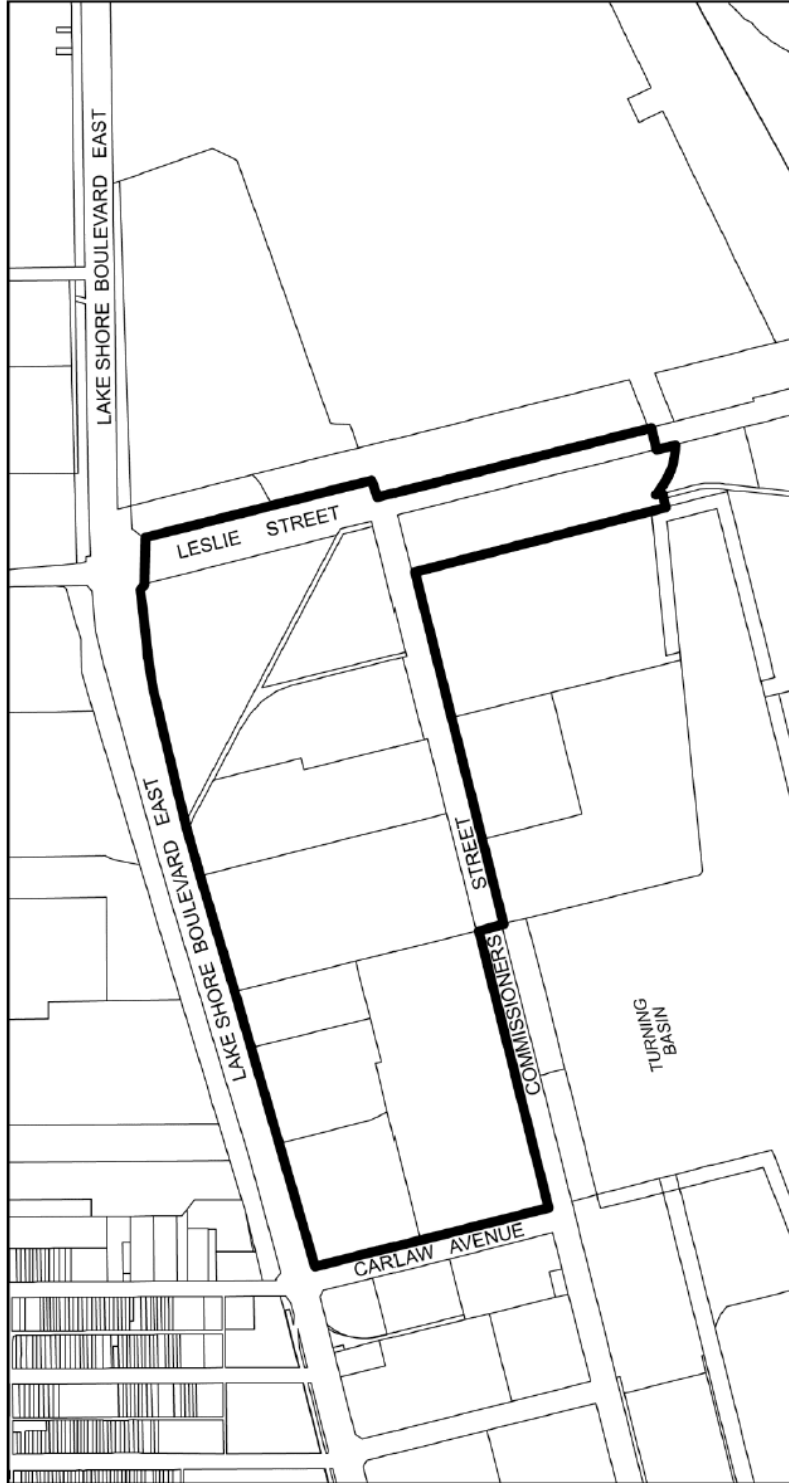 LAKE SHORE BOULEVARD EAST
LESLIE STREET
LAKE SHORE BOULEVARD EAST
COMMISSIONERS STREET
CARLAW AVENUE
TURNING
BASIN